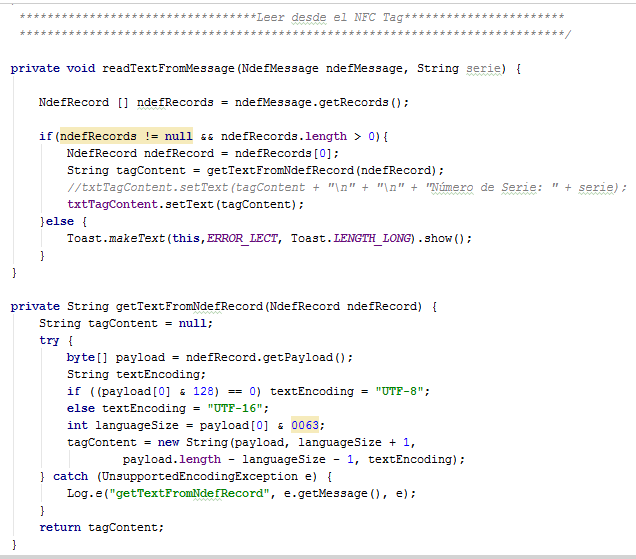 **********************************Leer desde el NFC Tag***********************
******************************************************************************/
private void readTextFromMessage(NdefMessage ndefMessage, String serie) {
NdefRecord [] ndefRecords = ndefMessage.getRecords();
if(ndefRecords != null && ndefRecords.length > 0){
NdefRecord ndefRecord = ndefRecords[0];
String tagContent = getTextFromNdefRecord(ndefRecord);
//txtTagContent.setText(tagContent + "\n" + "\n" + "Número de Serie: " + serie);
txtTagContent.setText(tagContent);
}else {
Toast.makeText(this,ERROR_LECT, Toast.LENGTH_LONG).show();
}
}
private String getTextFromNdefRecord(NdefRecord ndefRecord) {
String tagContent = null;
try {
byte[] payload = ndefRecord.getPayload();
String textEncoding;
if ((payload[0] & 128) == 0) textEncoding = "UTF-8";
else textEncoding = "UTF-16";
int languageSize = payload[0] & 0063;
tagContent = new String(payload, languageSize + 1,
payload.length - languageSize - 1, textEncoding);
} catch (UnsupportedEncodingException e) {
Log.e("getTextFromNdefRecord", e.getMessage(), e);
}
return tagContent;
}